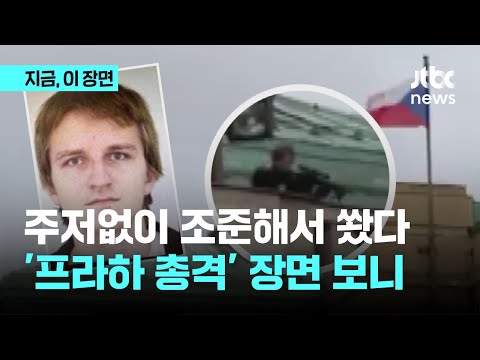 지금, 이 장면
jtbc
news
주저없이 조준해서 쐈다
'프라하 총격' 장면 보니